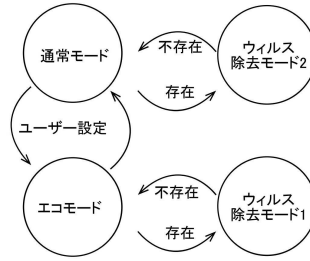 通常モード
不存在
ウィルス
除去モード2
存在
ユーザー設定
エコモード
不存在
ウィルス
除去モード1
存在